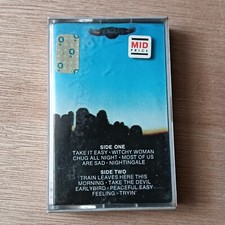 MID
PRICE
SIDE ONE
TAKE IT EASY • WITCHY WOMAN
CHUG ALL NIGHT • MOST OF US
ARE SAD • NIGHTINGALE
SIDE TWO
TRAIN LEAVES HERE THIS
MORNING • TAKE THE DEVIL
EARLYBIRD • PEACEFUL EASY
FEELING • TRYIN'